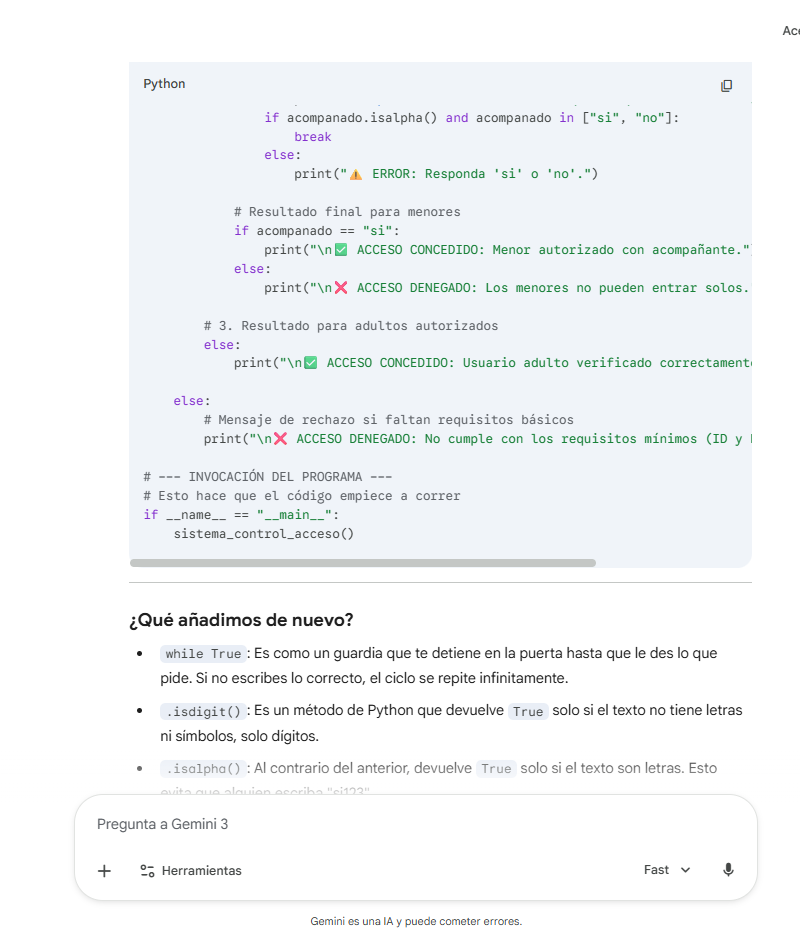 Ace
Python
if acompanado.isalpha() and acompanado in ["si", "no"]:
break
else:
print("⚠️ ERROR: Responda 'si' o 'no'.")
# Resultado final para menores
if acompanado == "si":
print("\n✅ ACCESO CONCEDIDO: Menor autorizado con acompañante."
else:
print("\n❌ ACCESO DENEGADO: Los menores no pueden entrar solos.
# 3. Resultado para adultos autorizados
else:
print("\n✅ ACCESO CONCEDIDO: Usuario adulto verificado correctamente
else:
# Mensaje de rechazo si faltan requisitos básicos
print("\n❌ ACCESO DENEGADO: No cumple con los requisitos mínimos (ID y
# --- INVOCACIÓN DEL PROGRAMA ---
# Esto hace que el código empiece a correr
if __name__ == "__main__":
sistema_control_acceso()
¿Qué añadimos de nuevo?
• while True: Es como un guardia que te detiene en la puerta hasta que le des lo que
pide. Si no escribes lo correcto, el ciclo se repite infinitamente.
• .isdigit(): Es un método de Python que devuelve True solo si el texto no tiene letras
ni símbolos, solo dígitos.
• .isalpha(): Al contrario del anterior, devuelve True solo si el texto son letras. Esto
evita que alguien escriba "si123".
Pregunta a Gemini 3
Herramientas
Fast
Gemini es una IA y puede cometer errores.